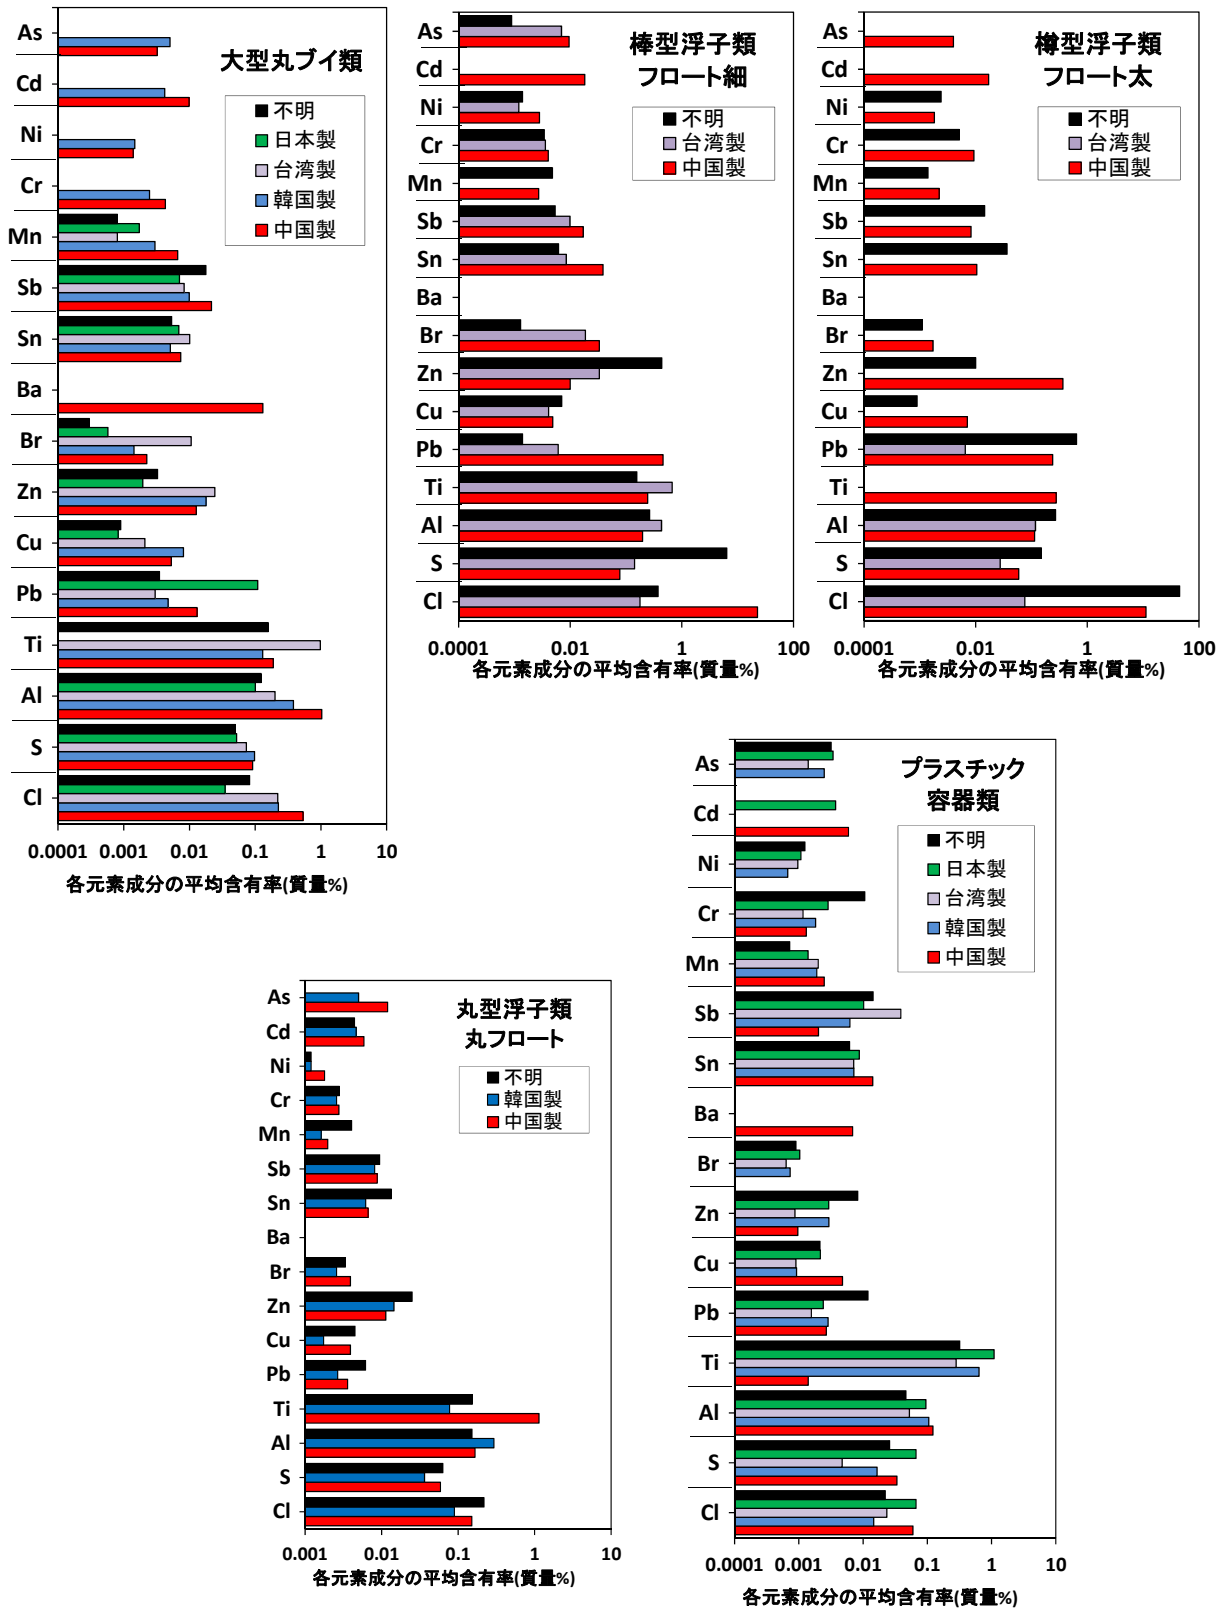 大型丸ブイ類
不明
日本製
台湾製
韓国製
中国製
As
Cd
Ni
Cr
Mn
Sb
Sn
Ba
Br
Zn
Cu
Pb
Ti
Al
S
Cl
0.0001 0.001 0.01 0.1 1 10
各元素成分の平均含有率(質量%)
棒型浮子類
フロート細
不明
台湾製
中国製
As
Cd
Ni
Cr
Mn
Sb
Sn
Ba
Br
Zn
Cu
Pb
Ti
Al
S
Cl
0.0001 0.01 1 100
各元素成分の平均含有率(質量%)
樽型浮子類
フロート太
不明
台湾製
中国製
As
Cd
Ni
Cr
Mn
Sb
Sn
Ba
Br
Zn
Cu
Pb
Ti
Al
S
Cl
0.0001 0.01 1 100
各元素成分の平均含有率(質量%)
丸型浮子類
丸フロート
不明
韓国製
中国製
As
Cd
Ni
Cr
Mn
Sb
Sn
Ba
Br
Zn
Cu
Pb
Ti
Al
S
Cl
0.001 0.01 0.1 1 10
各元素成分の平均含有率(質量%)
プラスチック
容器類
不明
日本製
台湾製
韓国製
中国製
As
Cd
Ni
Cr
Mn
Sb
Sn
Ba
Br
Zn
Cu
Pb
Ti
Al
S
Cl
0.0001 0.001 0.01 0.1 1 10
各元素成分の平均含有率(質量%)